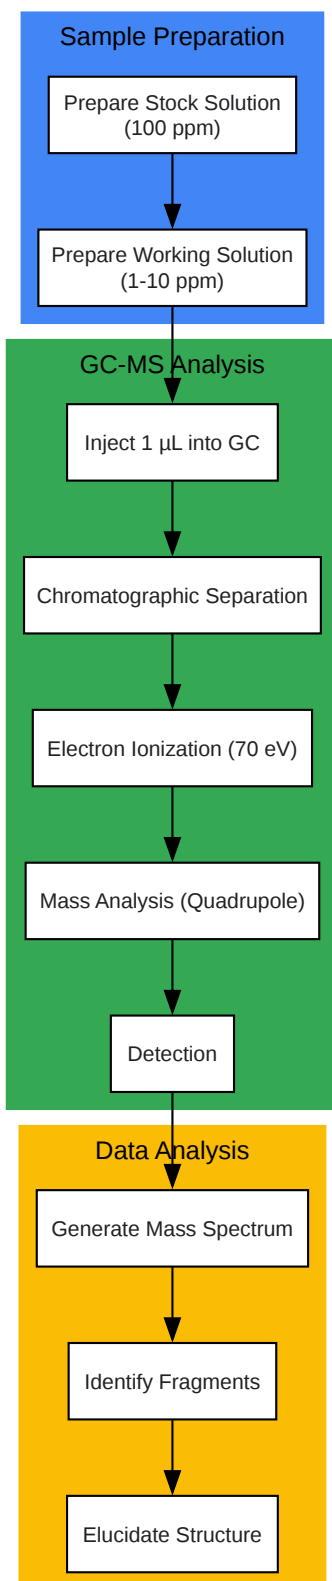 Sample Preparation
Prepare Stock Solution
(100 ppm)
Prepare Working Solution
(1-10 ppm)
GC-MS Analysis
Inject 1 µL into GC
Chromatographic Separation
Electron Ionization (70 eV)
Mass Analysis (Quadrupole)
Detection
Data Analysis
Generate Mass Spectrum
Identify Fragments
Elucidate Structure